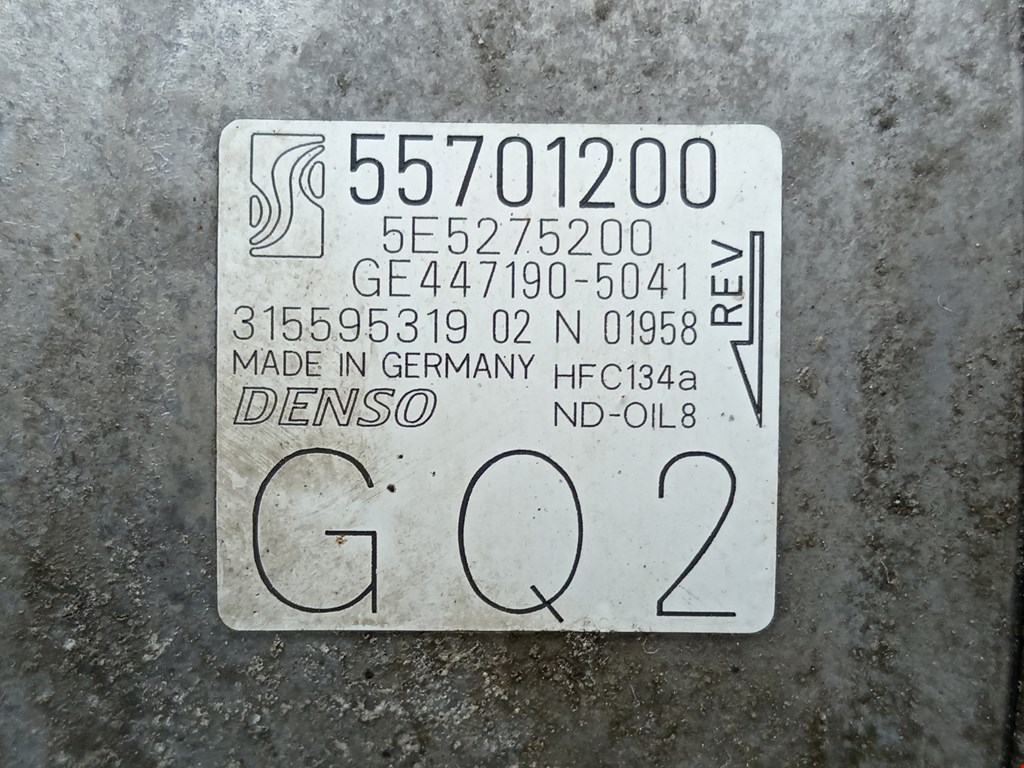 55701200
5E5275200
GE447190-5041
315595319 02 N 01958
MADE IN GERMANY
HFC134a
DENSO
ND-OIL8
REV
GQ2